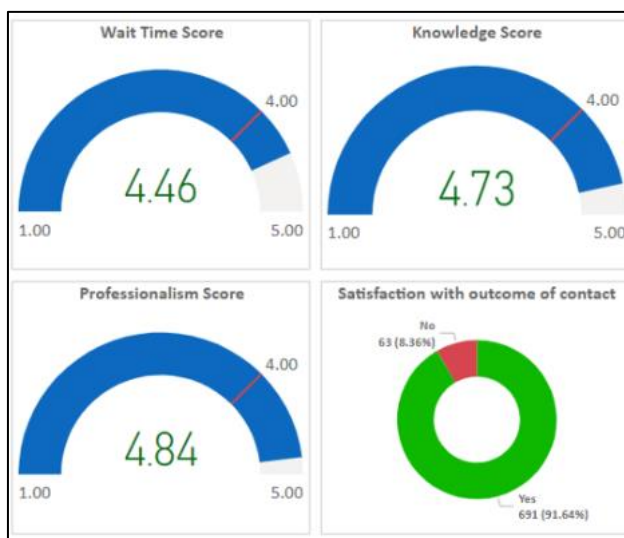 Wait Time Score
4.00
4.46
1.00
5.00
Knowledge Score
4.00
4.73
1.00
5.00
Professionalism Score
4.00
4.84
1.00
5.00
Satisfaction with outcome of contact
No
63 (8.36%)
Yes
691 (91.64%)